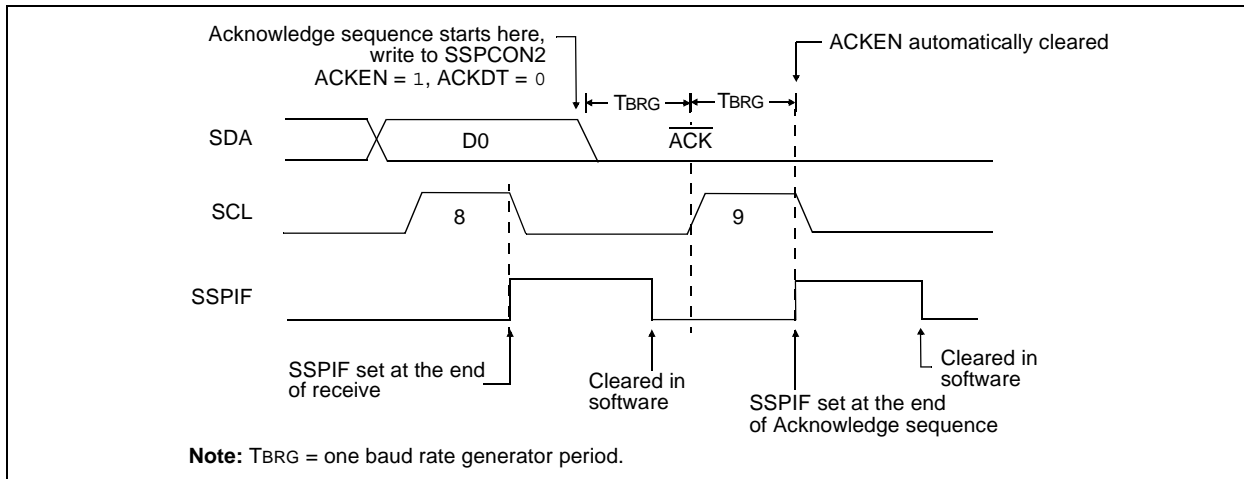 Acknowledge sequence starts here,
write to SSPCON2
ACKEN = 1, ACKDT = 0
ACKEN automatically cleared
TBRG
TBRG
SDA
D0
ACK
SCL
8
9
SSPIF
SSPIF set at the end
of receive
Cleared in
software
SSPIF set at the end
of Acknowledge sequence
Cleared in
software
Note: TBRG = one baud rate generator period.